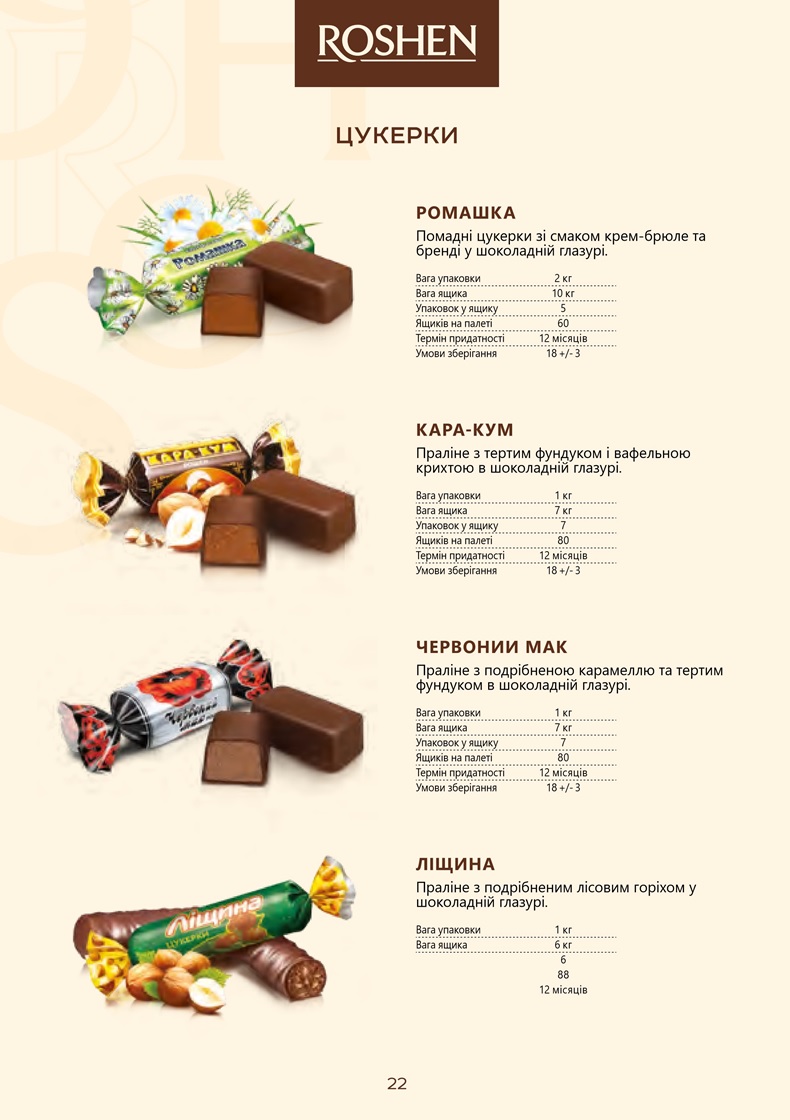 ROSHEN
ЦУКЕРКИ
Ромашка
РОМАШКА
Помадні цукерки зі смаком крем-брюле та
бренді у шоколадній глазурі.
Вага упаковки 2 кг
Вага ящика 10 кг
Упаковок у ящику 5
Ящиків на палеті 60
Термін придатності 12 місяців
Умови зберігання 18 +/- 3
КАРА-КУМ
КАРА-КУМ
Праліне з тертим фундуком і вафельною
крихтою в шоколадній глазурі.
Вага упаковки 1 кг
Вага ящика 7 кг
Упаковок у ящику 7
Ящиків на палеті 80
Термін придатності 12 місяців
Умови зберігання 18 +/- 3
Червоний
мак
ЧЕРВОНИИ МАК
Праліне з подрібненою карамеллю та тертим
фундуком в шоколадній глазурі.
Вага упаковки 1 кг
Вага ящика 7 кг
Упаковок у ящику 7
Ящиків на палеті 80
Термін придатності 12 місяців
Умови зберігання 18 +/- 3
Ліщина
ЦУКЕРКИ
ЛІЩИНА
Праліне з подрібненим лісовим горіхом у
шоколадній глазурі.
Вага упаковки 1 кг
Вага ящика 6 кг
6
88
12 місяців
22